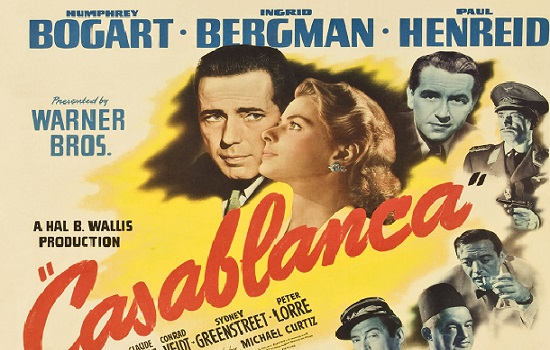 HUMPHREY INGRID PAUL
BOGART · BERGMAN · HENREID
Presented by
WARNER
BROS.
A HAL B. WALLIS
PRODUCTION
"Casablanca"
CLAUDE CONRAD SYDNEY PETER
VEIDT · GREENSTREET · LORRE
MICHAEL CURTIZ